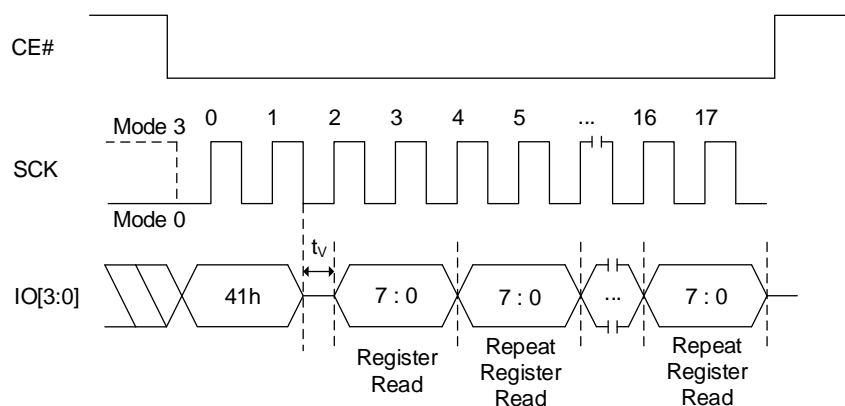 CE#
0 1 2 3 4 5 ... 16 17
Mode 3
SCK
Mode 0
tV
IO[3:0] 41h 7 : 0 7 : 0 ... 7 : 0
Register
Read
Repeat
Register
Read
Repeat
Register
Read